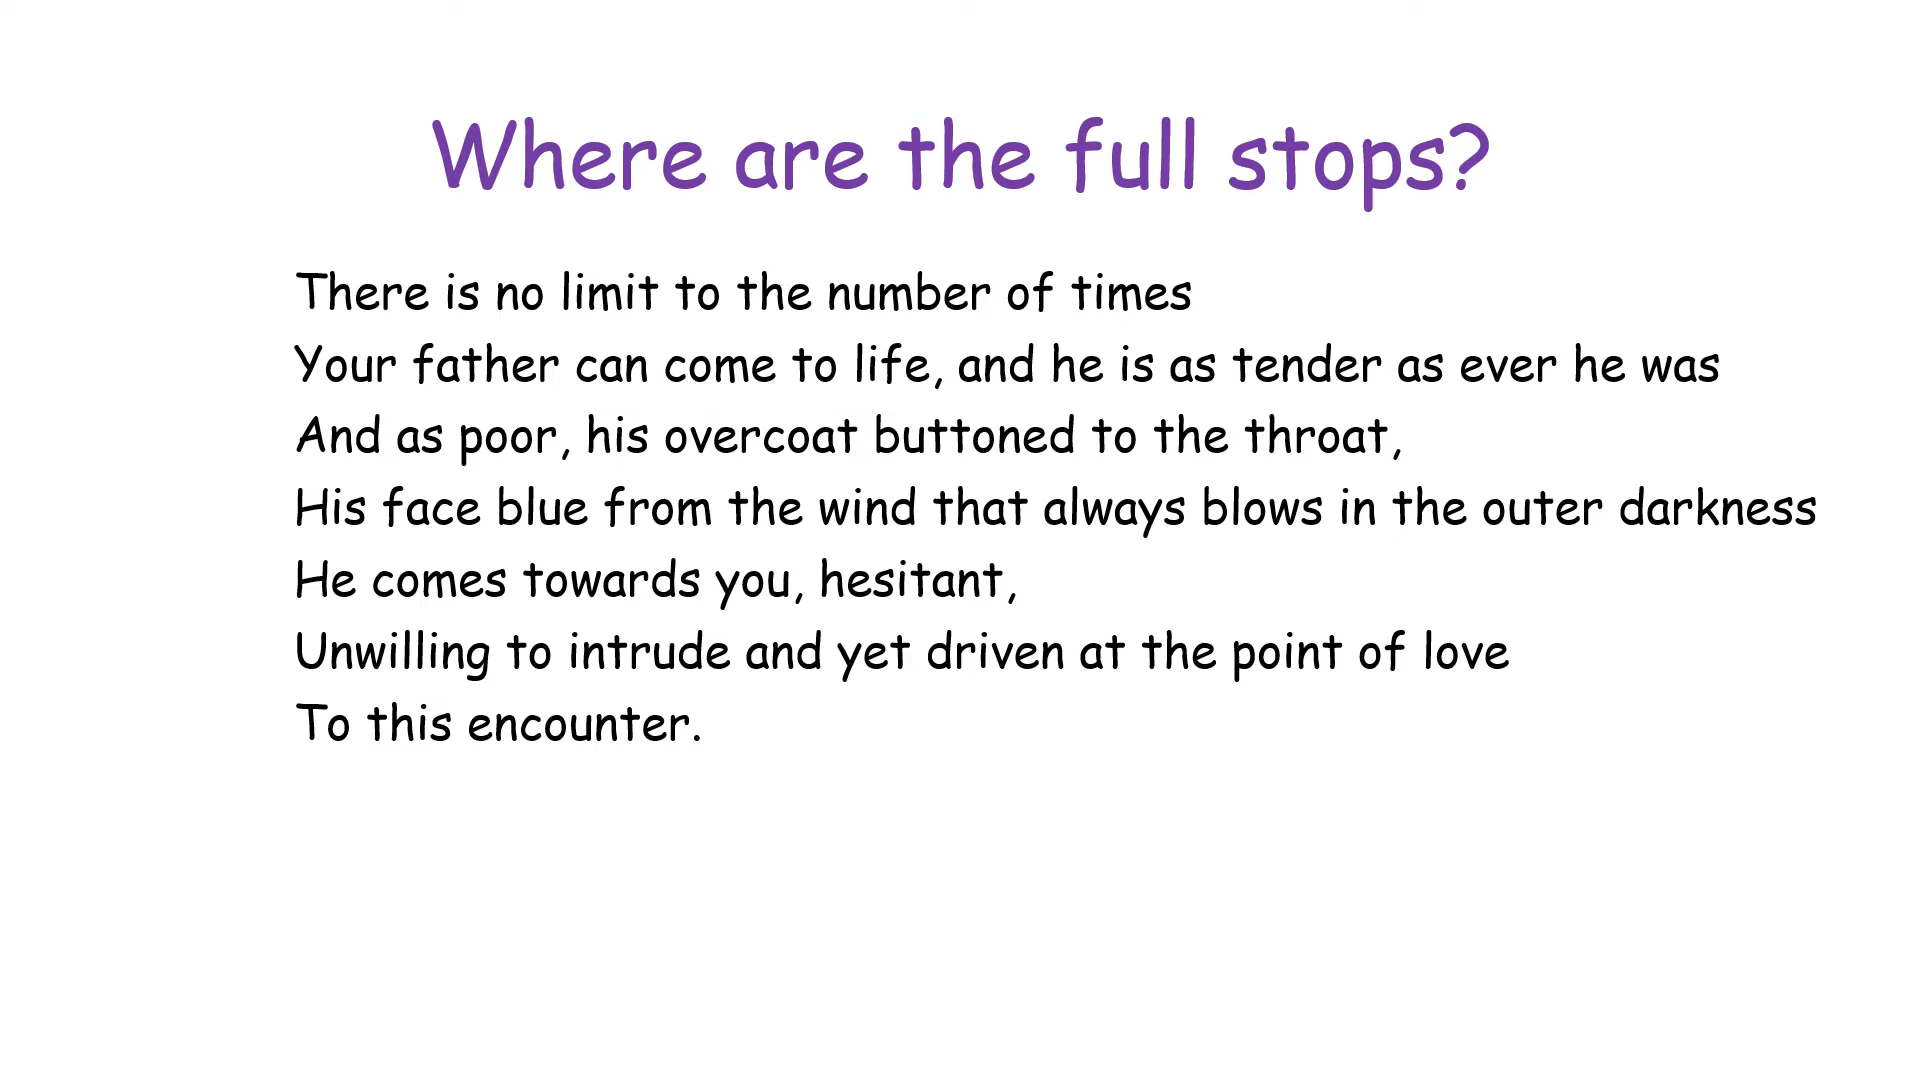 Where are the full stops?
There is no limit to the number of times
Your father can come to life, and he is as tender as ever he was
And as poor, his overcoat buttoned to the throat,
His face blue from the wind that always blows in the outer darkness
He comes towards you, hesitant,
Unwilling to intrude and yet driven at the point of love
To this encounter.